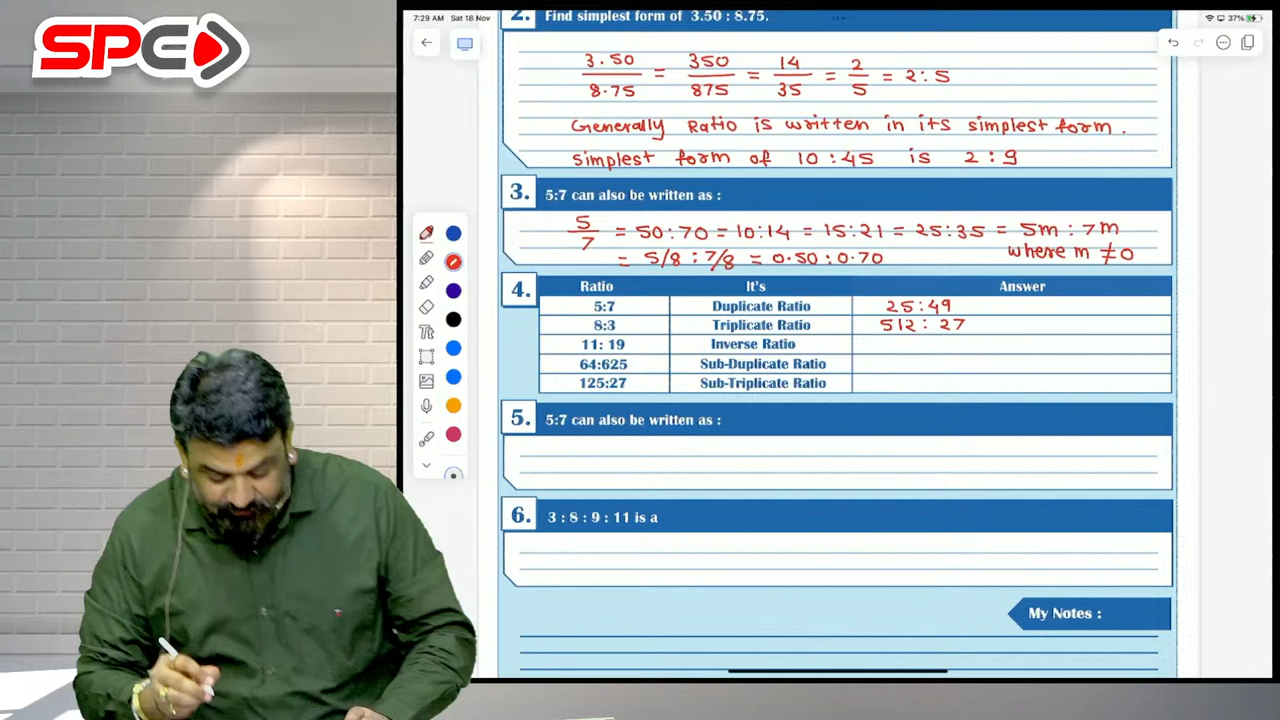 SPE
7:29 AM Sat 18 Nov
37%
2. Find simplest form of 3.50 : 8.75.
3.50/8.75 = 350/875 = 14/35 = 2/5 = 2:5
Generally Ratio is written in its simplest form.
simplest form of 10:45 is 2:9
3. 5:7 can also be written as :
5/7 = 50:70 = 10:14 = 15:21 = 25:35 = 5m : 7m
= 5/8 : 7/8 = 0.50 : 0.70 where m ≠ 0
4. Ratio It's Answer
5:7 Duplicate Ratio 25:49
8:3 Triplicate Ratio 512 : 27
11: 19 Inverse Ratio
64:625 Sub-Duplicate Ratio
125:27 Sub-Triplicate Ratio
5. 5:7 can also be written as :
6. 3 : 8 : 9 : 11 is a
My Notes :